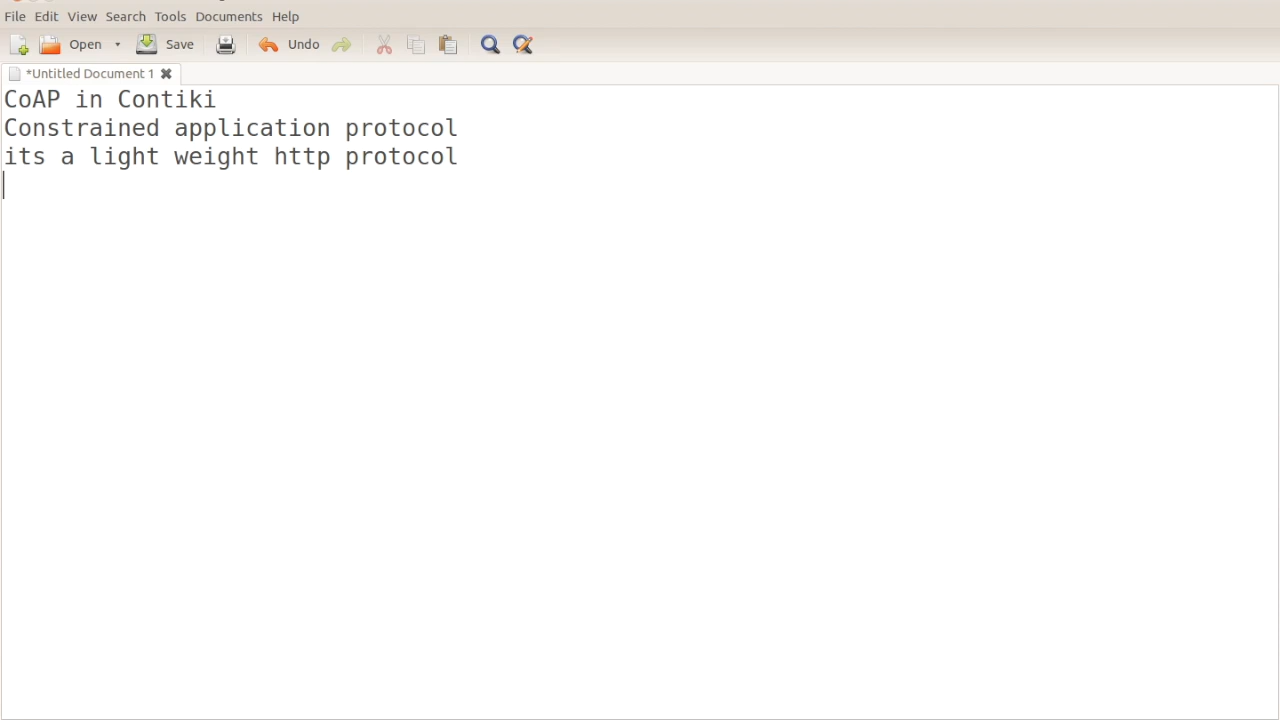 File Edit View Search Tools Documents Help
Open Save Undo
*Untitled Document 1
CoAP in Contiki
Constrained application protocol
its a light weight http protocol